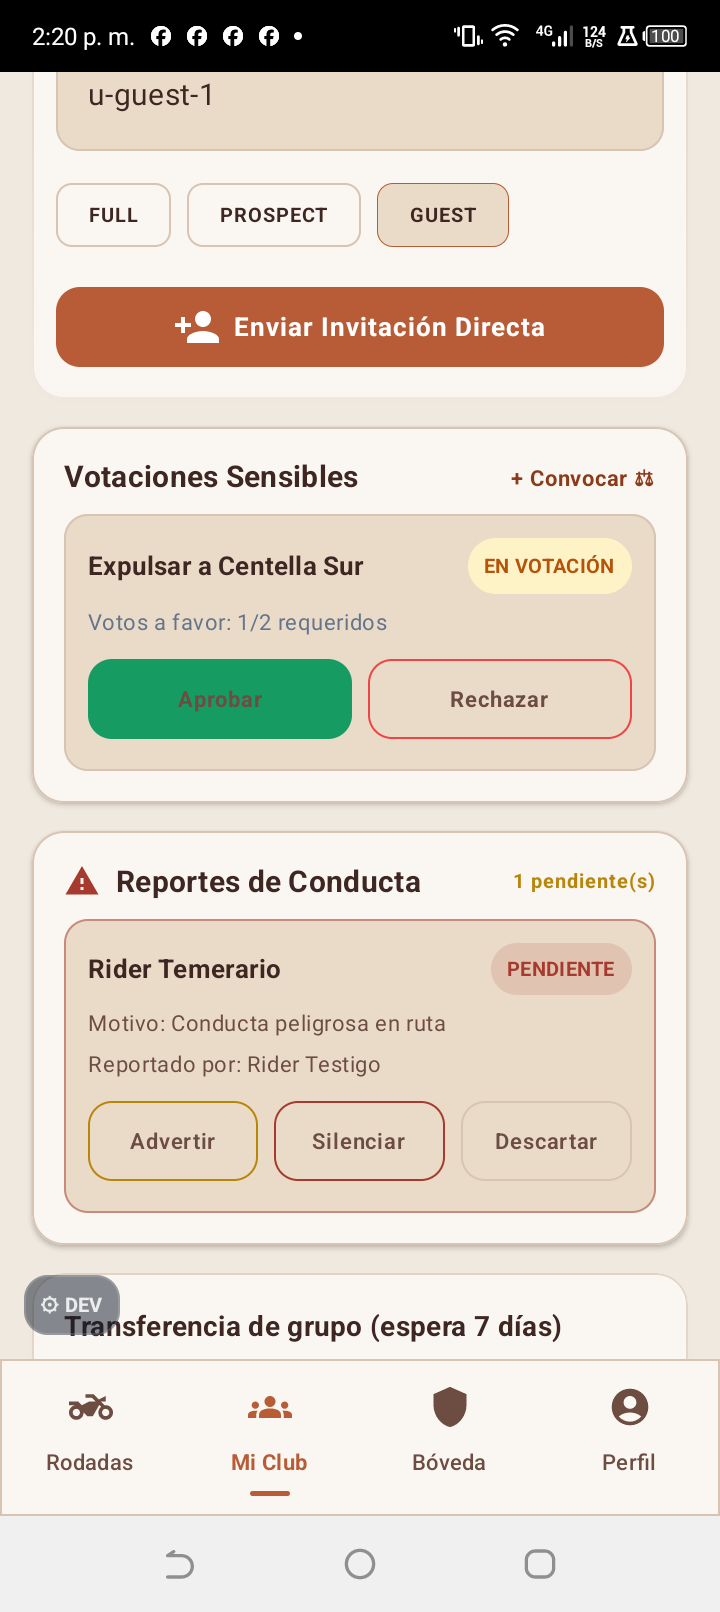 2:20 p. m.
4G 124 B/S 100
u-guest-1
FULL PROSPECT GUEST
Enviar Invitación Directa
Votaciones Sensibles + Convocar ⚖
Expulsar a Centella Sur EN VOTACIÓN
Votos a favor: 1/2 requeridos
Aprobar Rechazar
Reportes de Conducta 1 pendiente(s)
Rider Temerario PENDIENTE
Motivo: Conducta peligrosa en ruta
Reportado por: Rider Testigo
Advertir Silenciar Descartar
⚙ DEV
Transferencia de grupo (espera 7 días)
Rodadas Mi Club Bóveda Perfil